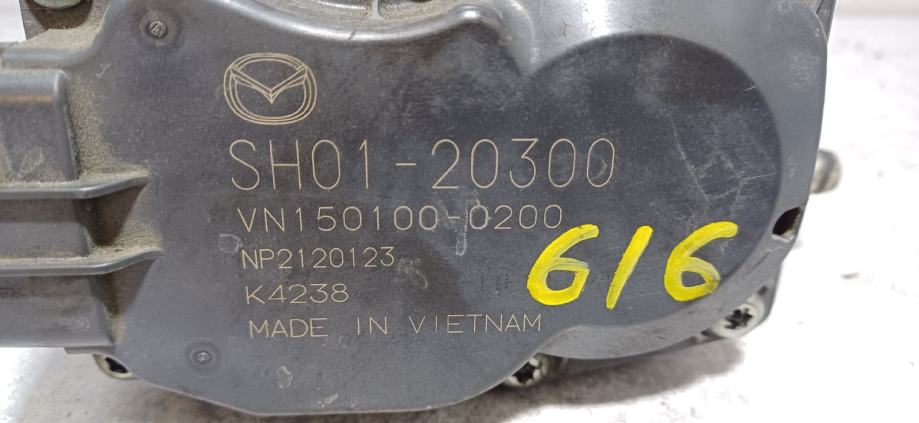 SH01-20300
VN150100-0200
NP2120123
K4238
MADE IN VIETNAM
616